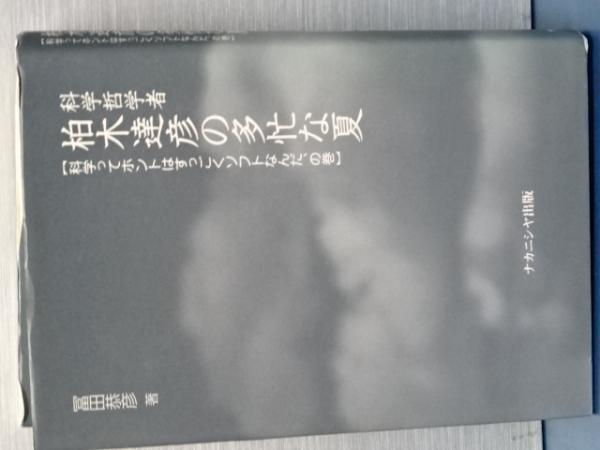 科学哲学者
柏木達彦の多忙な夏
【科学ってホントはすっごくソフトなんだ、の巻】
冨田恭彦 著
ナカニシヤ出版